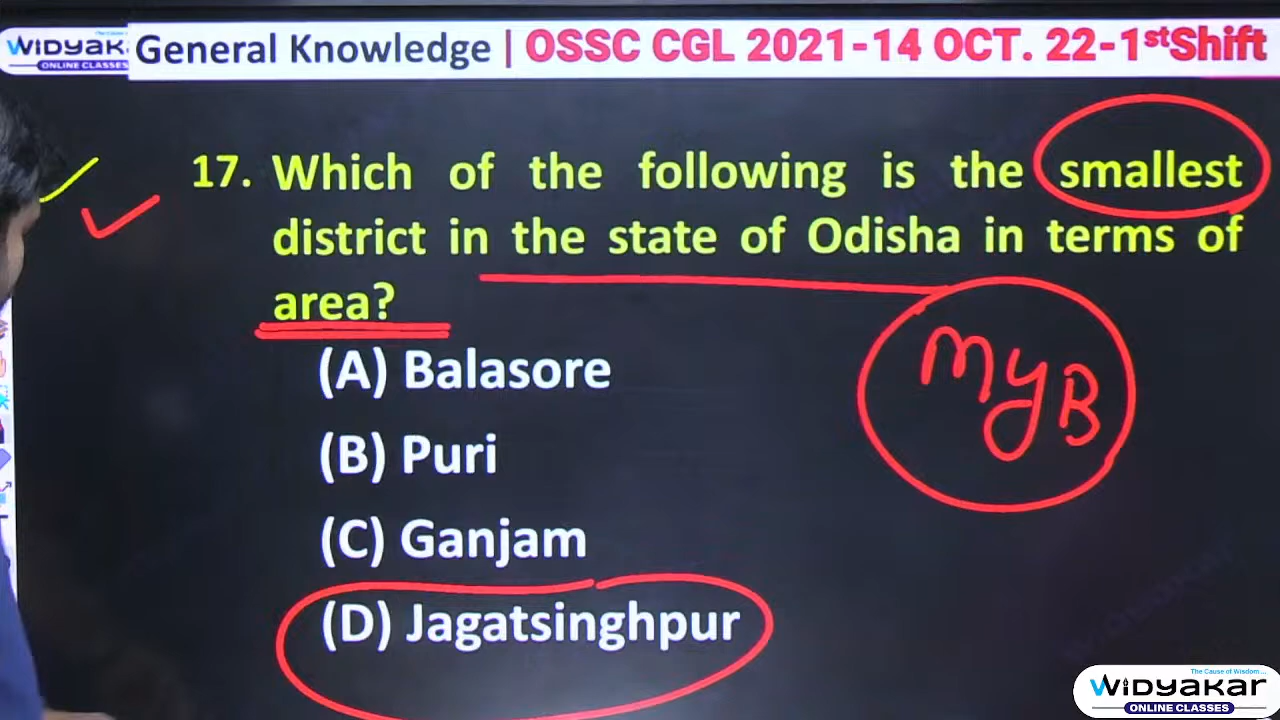 WIDYAK
ONLINE CLASSES
General Knowledge | OSSC CGL 2021-14 OCT. 22-1stShift
17. Which of the following is the smallest
district in the state of Odisha in terms of
area?
MyB
(A) Balasore
(B) Puri
(C) Ganjam
(D) Jagatsinghpur
The Cause of Wisdom...
WIDYAKAR
ONLINE CLASSES